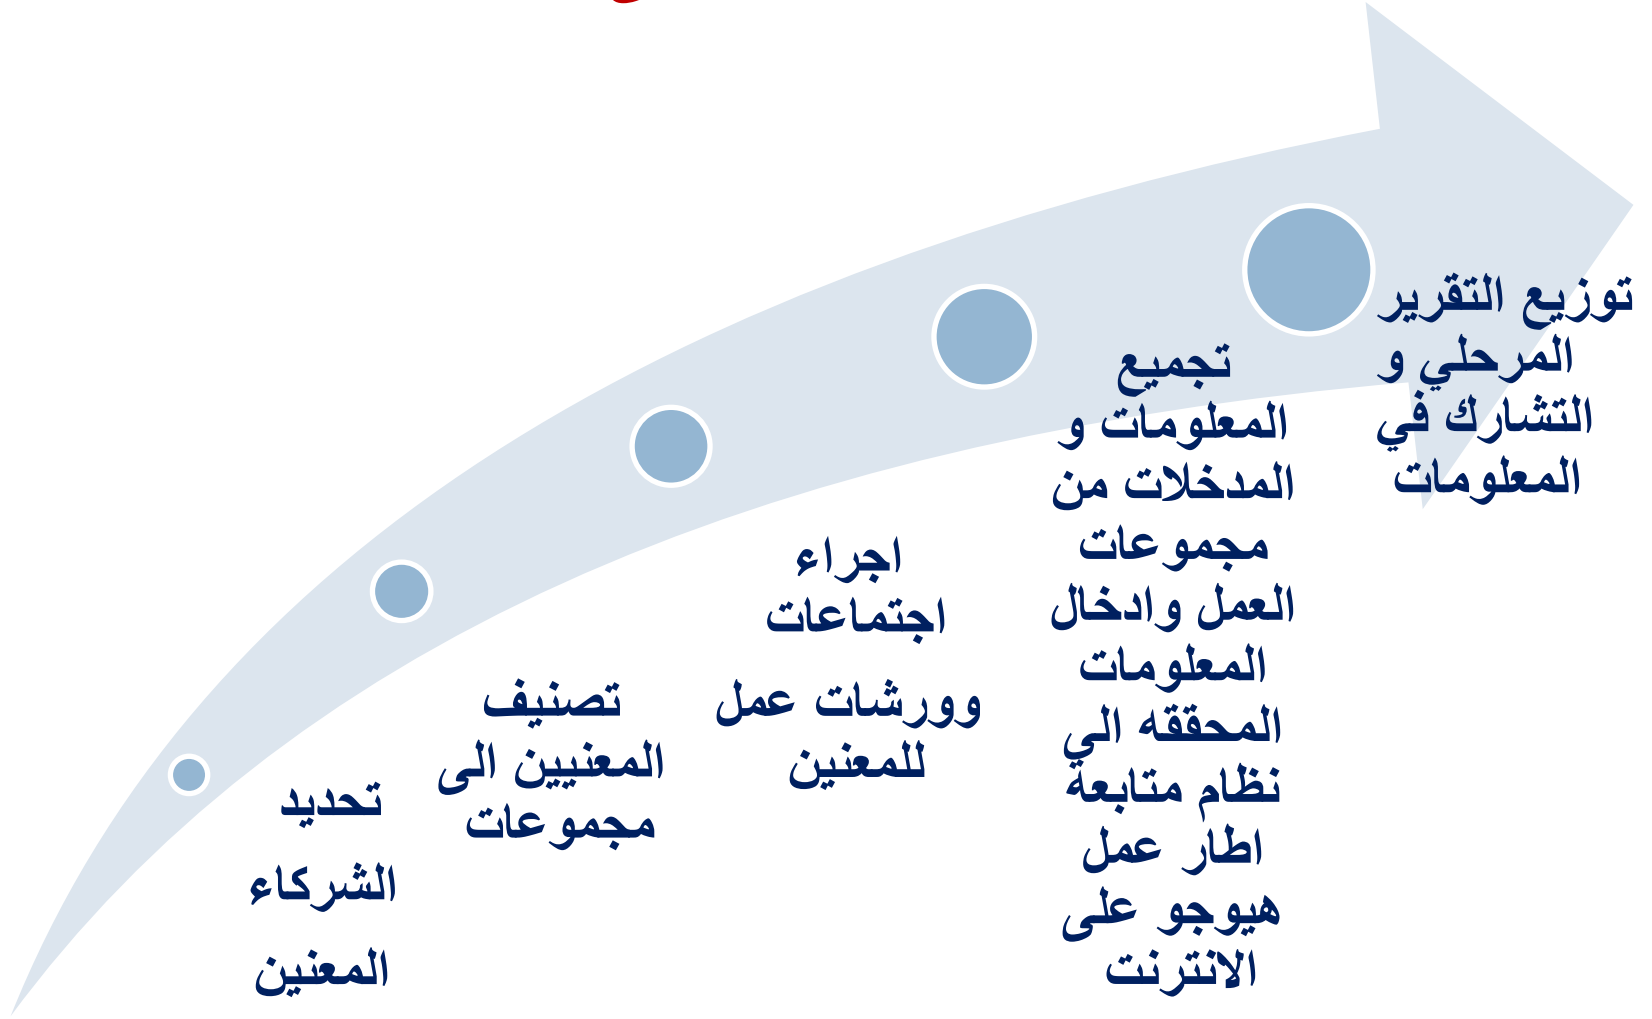 تحديد
الشركاء
المعنين
تصنيف
المعنيين الى
مجموعات
اجراء
اجتماعات
وورشات عمل
للمعنين
تجميع
المعلومات و
المدخلات من
مجموعات
العمل وادخال
المعلومات
المحققه الي
نظام متابعة
اطار عمل
هيوجو على
الانترنت
توزيع التقرير
المرحلي و
التشارك في
المعلومات